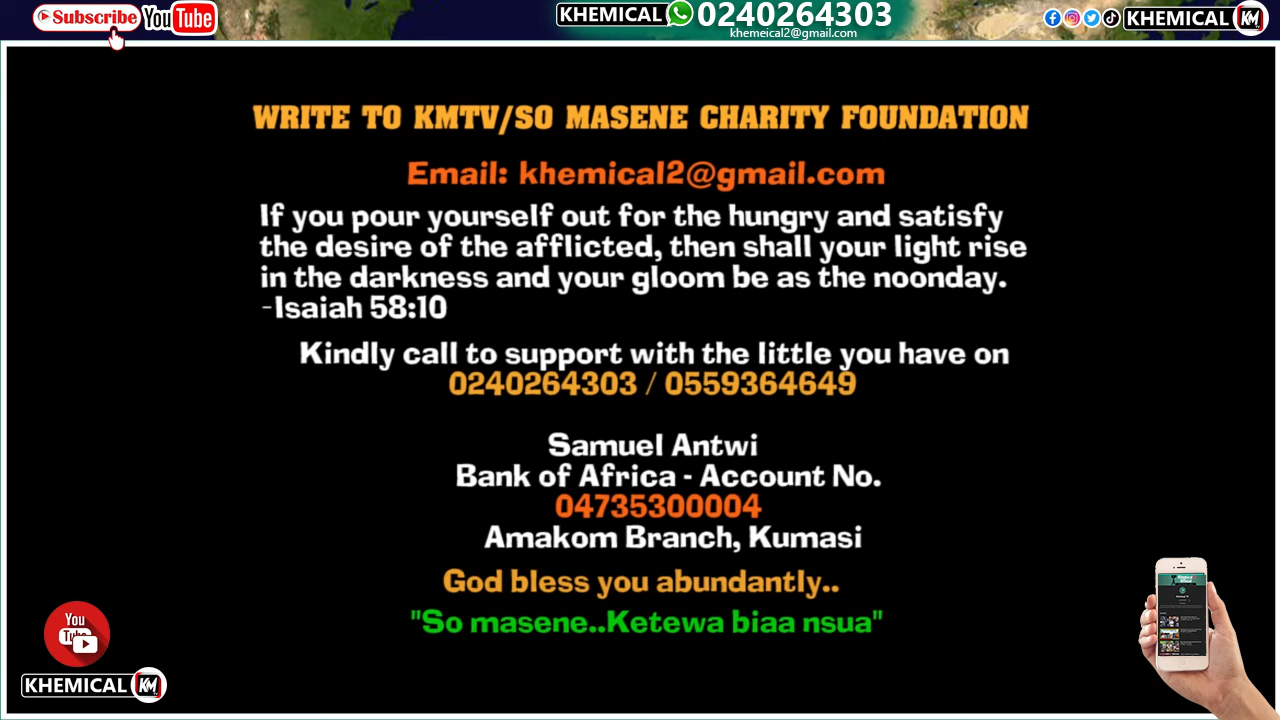 Subscribe YouTube
KHEMICAL 0240264303
khemeical2@gmail.com
KHEMICAL KM
WRITE TO KMTV/SO MASENE CHARITY FOUNDATION
Email: khemical2@gmail.com
If you pour yourself out for the hungry and satisfy
the desire of the afflicted, then shall your light rise
in the darkness and your gloom be as the noonday.
-Isaiah 58:10
Kindly call to support with the little you have on
0240264303 / 0559364649
Samuel Antwi
Bank of Africa - Account No.
04735300004
Amakom Branch, Kumasi
God bless you abundantly..
"So masene..Ketewa biaa nsua"
You
Tube
KHEMICAL KM